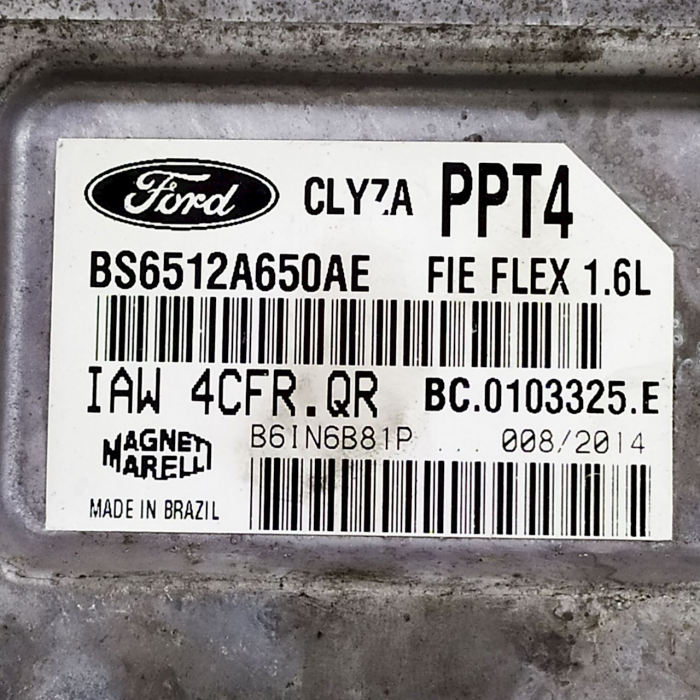 Ford CLYZA PPT4
BS6512A650AE FIE FLEX 1.6L
IAW 4CFR.QR BC.0103325.E
MAGNETI MARELLI
B6IN6B81P ... 008/2014
MADE IN BRAZIL